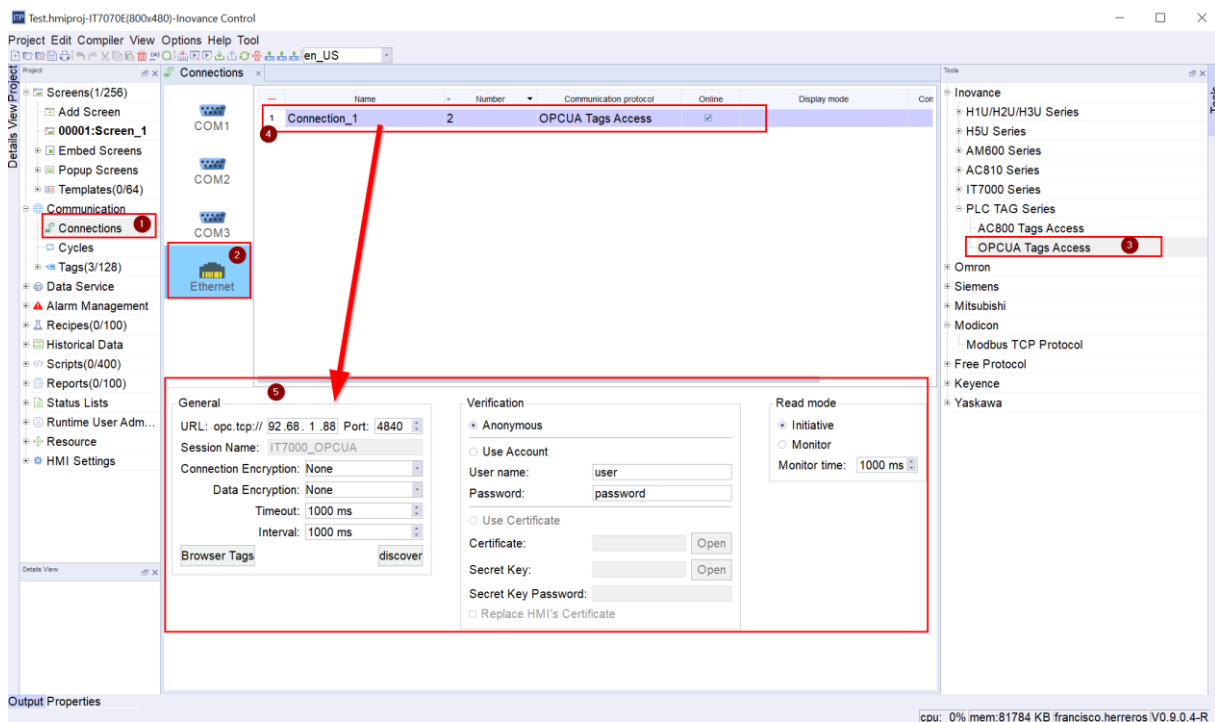 Test.hmiproj-IT7070E(800x480)-Inovance Control
Project Edit Compiler View Options Help Tool
en_US
Details View Project
Project
Screens(1/256)
Add Screen
00001:Screen_1
Embed Screens
Popup Screens
Templates(0/64)
Communication
Connections 1
Cycles
Tags(3/128)
Data Service
Alarm Management
Recipes(0/100)
Historical Data
Scripts(0/400)
Reports(0/100)
Status Lists
Runtime User Adm...
Resource
HMI Settings
Details View
Connections
COM1
COM2
COM3
2
Ethernet
Name Number Communication protocol Online Display mode Con
1 Connection_1 2 OPCUA Tags Access
4
5
General
URL: opc.tcp:// 92.68. 1 .88 Port: 4840
Session Name: IT7000_OPCUA
Connection Encryption: None
Data Encryption: None
Timeout: 1000 ms
Interval: 1000 ms
Browser Tags discover
Verification
Anonymous
Use Account
User name: user
Password: password
Use Certificate
Certificate: Open
Secret Key: Open
Secret Key Password:
Replace HMI's Certificate
Read mode
Initiative
Monitor
Monitor time: 1000 ms
Tools
Inovance
H1U/H2U/H3U Series
H5U Series
AM600 Series
AC810 Series
IT7000 Series
PLC TAG Series
AC800 Tags Access
OPCUA Tags Access 3
Omron
Siemens
Mitsubishi
Modicon
Modbus TCP Protocol
Free Protocol
Keyence
Yaskawa
Output Properties
cpu: 0% mem:81784 KB francisco.herreros V0.9.0.4-R